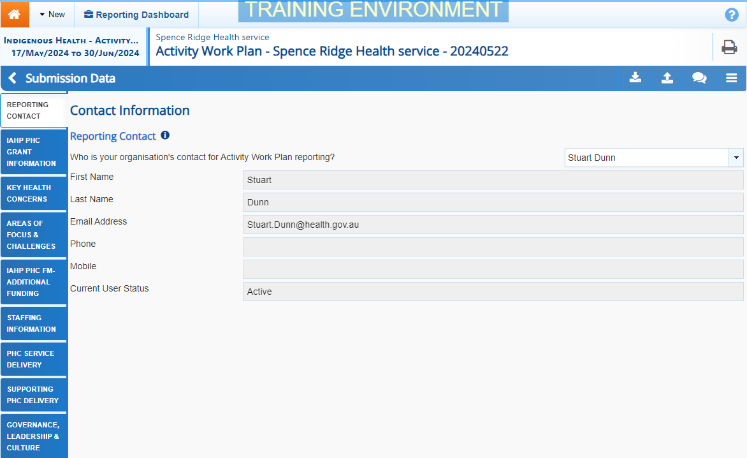 New
Reporting Dashboard
TRAINING ENVIRONMENT
?
Indigenous Health - Activity...
17/May/2024 to 30/Jun/2024
Spence Ridge Health service
Activity Work Plan - Spence Ridge Health service - 20240522
Submission Data
REPORTING
CONTACT
IAHP PHC
GRANT
INFORMATION
KEY HEALTH
CONCERNS
AREAS OF
FOCUS &
CHALLENGES
IAHP PHC FM-
ADDITIONAL
FUNDING
STAFFING
INFORMATION
PHC SERVICE
DELIVERY
SUPPORTING
PHC DELIVERY
GOVERNANCE,
LEADERSHIP &
CULTURE
Contact Information
Reporting Contact
Who is your organisation's contact for Activity Work Plan reporting? Stuart Dunn
First Name Stuart
Last Name Dunn
Email Address Stuart.Dunn@health.gov.au
Phone
Mobile
Current User Status Active